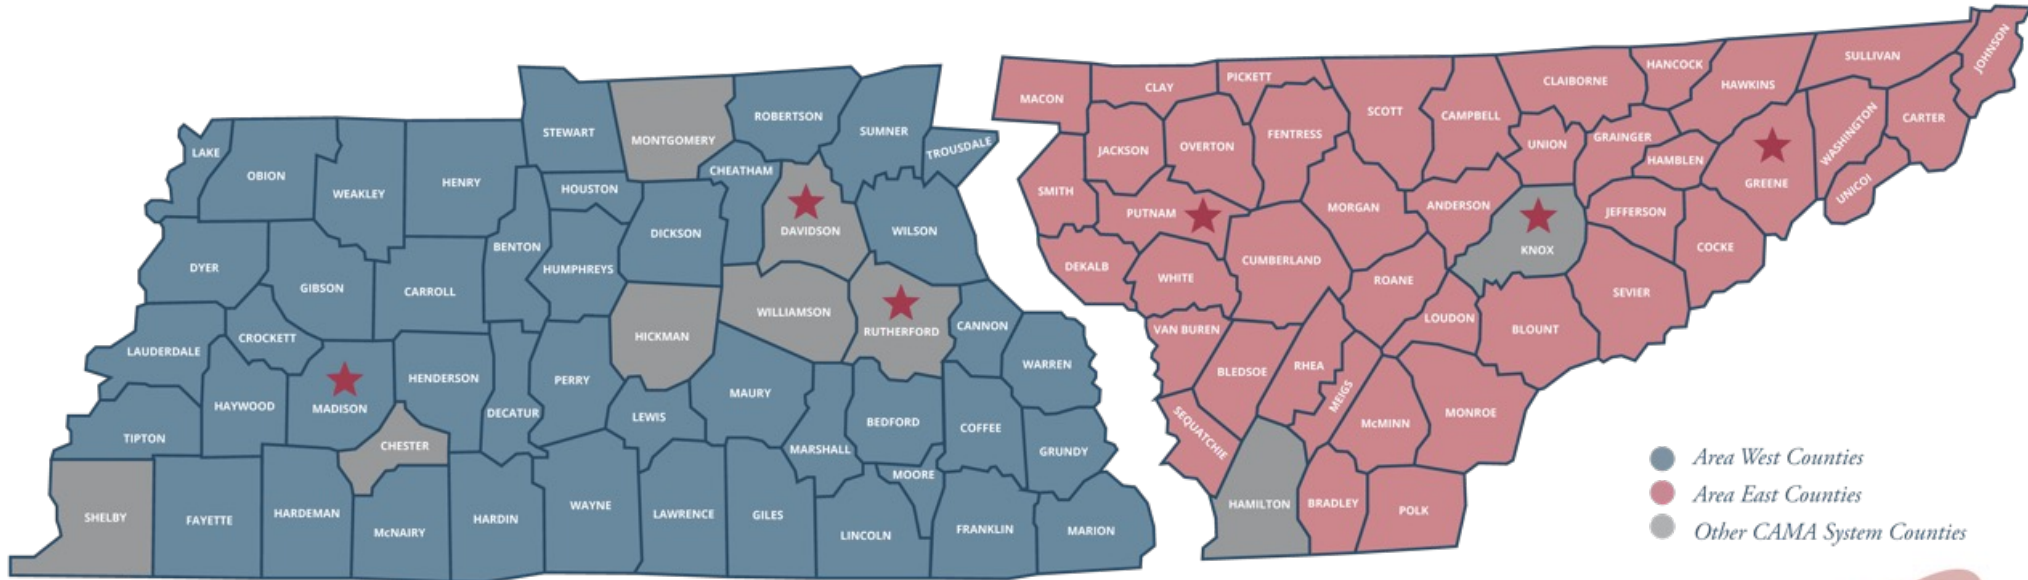 LAKE
OBION
WEAKLEY
HENRY
STEWART
MONTGOMERY
ROBERTSON
SUMNER
TROUSDALE
CHEATHAM
HOUSTON
DICKSON
DAVIDSON
WILSON
BENTON
HUMPHREYS
DYER
GIBSON
CARROLL
HICKMAN
WILLIAMSON
RUTHERFORD
CANNON
WARREN
LAUDERDALE
CROCKETT
HAYWOOD
MADISON
HENDERSON
DECATUR
PERRY
LEWIS
MAURY
MARSHALL
BEDFORD
COFFEE
GRUNDY
TIPTON
CHESTER
MOORE
SHELBY
FAYETTE
HARDEMAN
McNAIRY
HARDIN
WAYNE
LAWRENCE
GILES
LINCOLN
FRANKLIN
MARION
MACON
CLAY
PICKETT
SCOTT
CAMPBELL
CLAIBORNE
HANCOCK
HAWKINS
SULLIVAN
JOHNSON
JACKSON
OVERTON
FENTRESS
UNION
GRAINGER
HAMBLEN
GREENE
WASHINGTON
CARTER
UNICOI
SMITH
PUTNAM
MORGAN
ANDERSON
KNOX
JEFFERSON
COCKE
DEKALB
WHITE
CUMBERLAND
ROANE
LOUDON
BLOUNT
SEVIER
VAN BUREN
BLEDSOE
RHEA
MEIGS
McMINN
MONROE
SEQUATCHIE
HAMILTON
BRADLEY
POLK
Area West Counties
Area East Counties
Other CAMA System Counties